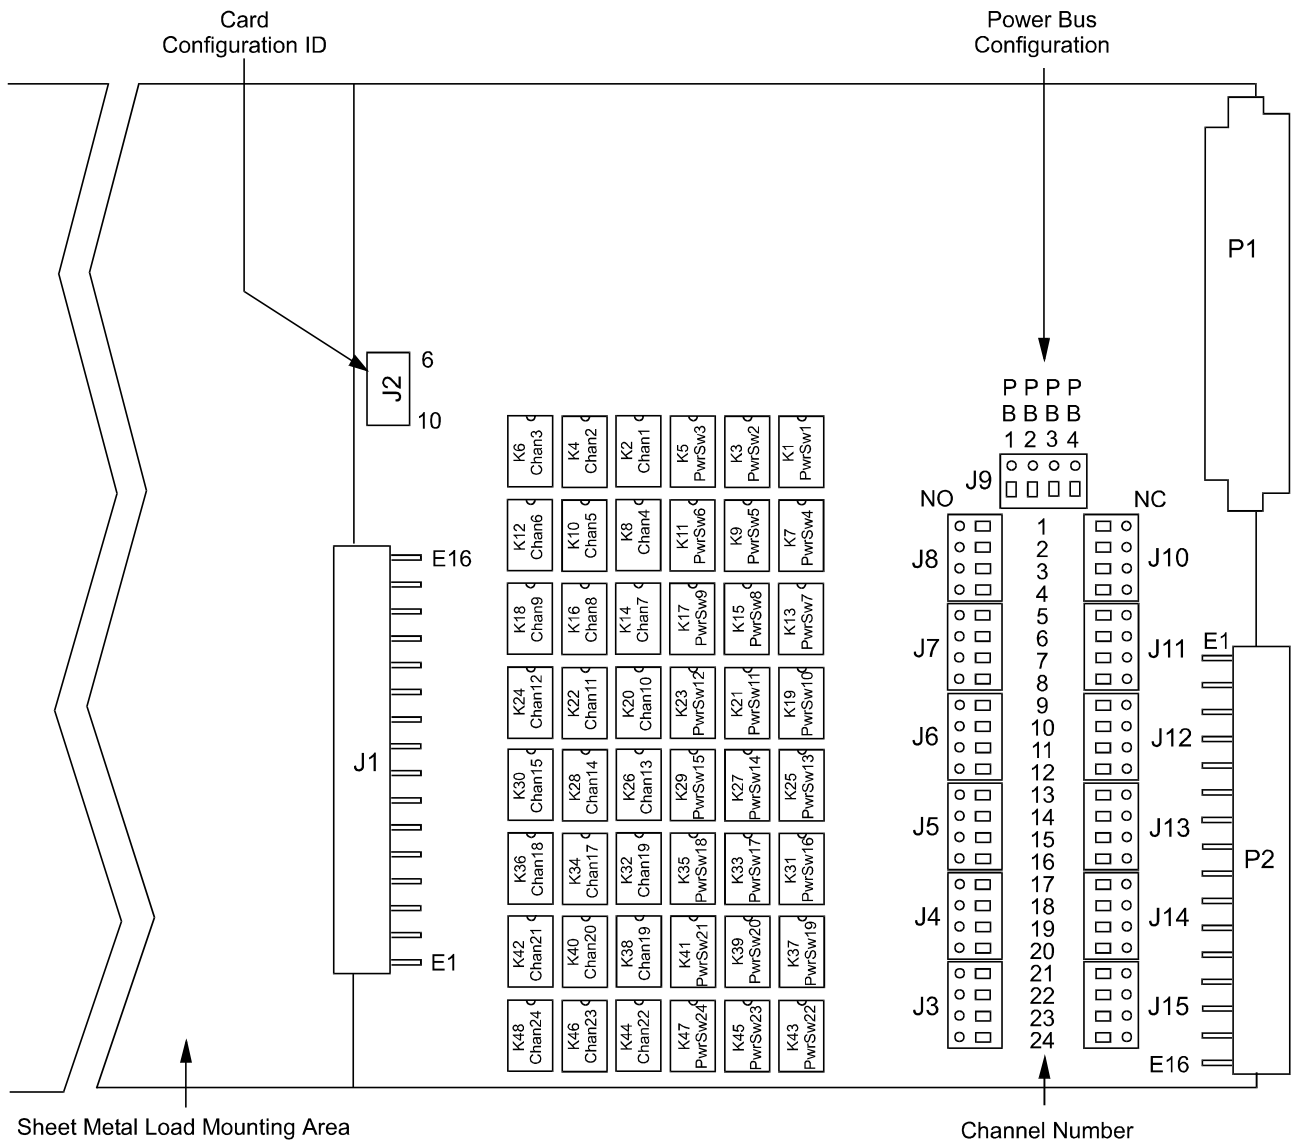 Card
Configuration ID
Power Bus
Configuration
P1
J2
6
10
P P P P
B B B B
1 2 3 4
J9
NO
NC
K6 Chan3
K4 Chan2
K2 Chan1
K5 PwrSw3
K3 PwrSw2
K1 PwrSw1
K12 Chan6
K10 Chan5
K8 Chan4
K11 PwrSw6
K9 PwrSw5
K7 PwrSw4
K18 Chan9
K16 Chan8
K14 Chan7
K17 PwrSw9
K15 PwrSw8
K13 PwrSw7
K24 Chan12
K22 Chan11
K20 Chan10
K23 PwrSw12
K21 PwrSw11
K19 PwrSw10
K30 Chan15
K28 Chan14
K26 Chan13
K29 PwrSw15
K27 PwrSw14
K25 PwrSw13
K36 Chan18
K34 Chan17
K32 Chan19
K35 PwrSw18
K33 PwrSw17
K31 PwrSw16
K42 Chan21
K40 Chan20
K38 Chan19
K41 PwrSw21
K39 PwrSw20
K37 PwrSw19
K48 Chan24
K46 Chan23
K44 Chan22
K47 PwrSw24
K45 PwrSw23
K43 PwrSw22
E16
J1
E1
J8
J7
J6
J5
J4
J3
1
2
3
4
5
6
7
8
9
10
11
12
13
14
15
16
17
18
19
20
21
22
23
24
J10
J11
J12
J13
J14
J15
E1
P2
E16
Sheet Metal Load Mounting Area
Channel Number